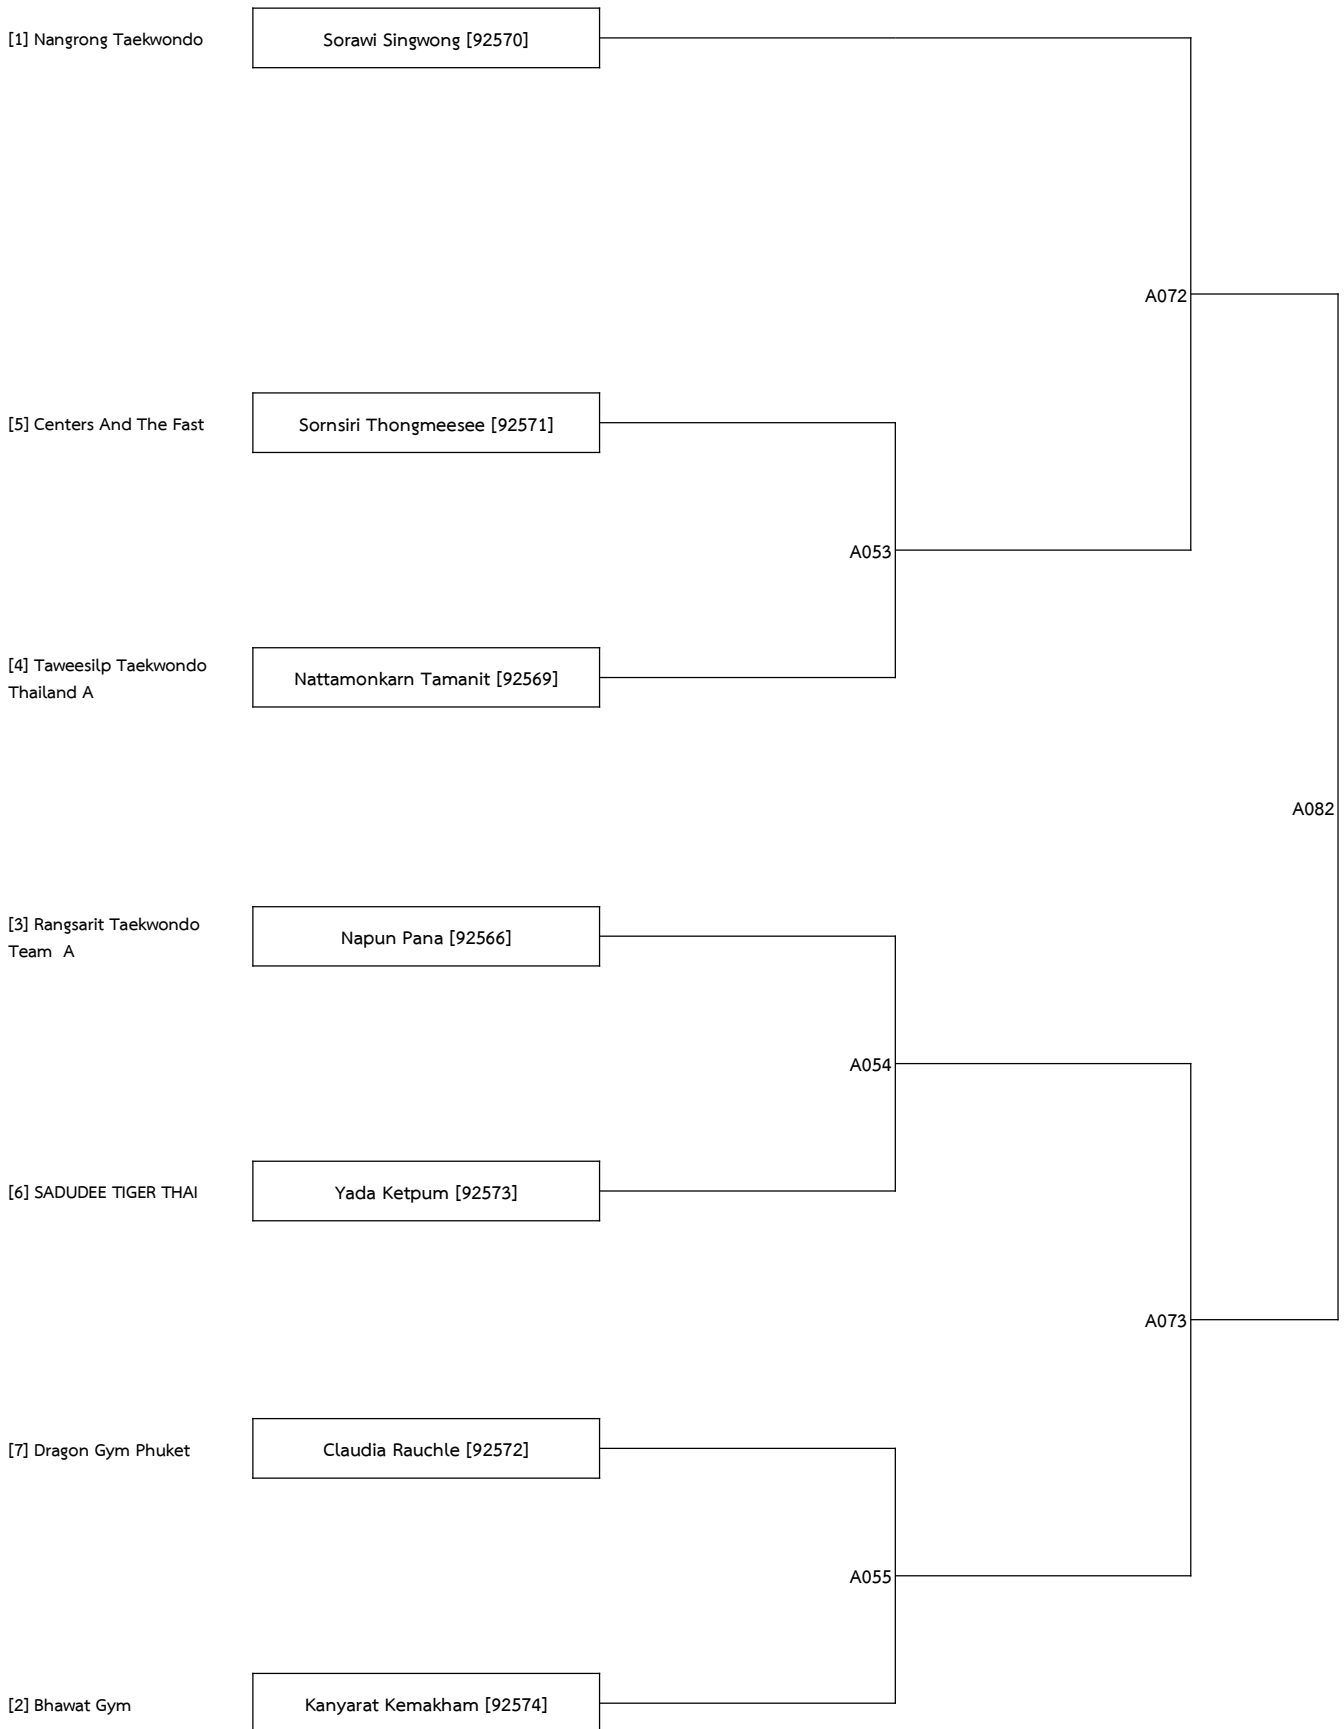 [1] Nangrong Taekwondo
Sorawi Singwong [92570]
A072
[5] Centers And The Fast
Sornsiri Thongmeesee [92571]
A053
[4] Taweesilp Taekwondo
Thailand A
Nattamonkarn Tamanit [92569]
A082
[3] Rangsarit Taekwondo
Team  A
Napun Pana [92566]
A054
[6] SADUDEE TIGER THAI
Yada Ketpum [92573]
A073
[7] Dragon Gym Phuket
Claudia Rauchle [92572]
A055
[2] Bhawat Gym
Kanyarat Kemakham [92574]